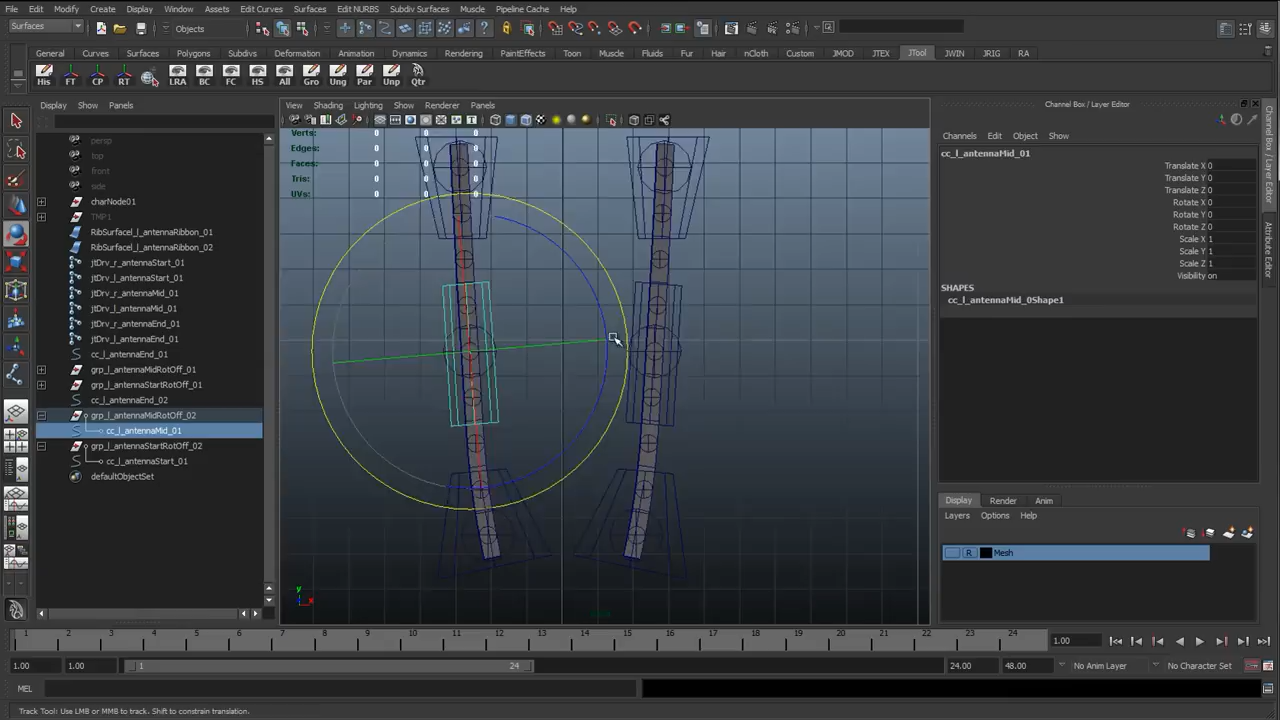 File Edit Modify Create Display Window Assets Edit Curves Surfaces Edit NURBS Subdiv Surfaces Muscle Pipeline Cache Help
Surfaces Objects
General Curves Surfaces Polygons Subdivs Deformation Animation Dynamics Rendering PaintEffects Toon Muscle Fluids Fur Hair nCloth Custom JMOD JTEX JTool JWIN JRIG RA
His FT CP RT LRA BC FC HS All Gro Ung Par Unp Qtr
Display Show Panels
View Shading Lighting Show Renderer Panels
Channel Box / Layer Editor
Verts: 0 0 0
Edges: 0 0 0
Faces: 0 0 0
Tris: 0 0 0
UVs: 0 0 0
persp
top
front
side
charNode01
TMP1
RibSurfacel_l_antennaRibbon_01
RibSurfacel_l_antennaRibbon_02
jtDrv_r_antennaStart_01
jtDrv_l_antennaStart_01
jtDrv_r_antennaMid_01
jtDrv_l_antennaMid_01
jtDrv_r_antennaEnd_01
jtDrv_l_antennaEnd_01
cc_l_antennaEnd_01
grp_l_antennaMidRotOff_01
grp_l_antennaStartRotOff_01
cc_l_antennaEnd_02
grp_l_antennaMidRotOff_02
cc_l_antennaMid_01
grp_l_antennaStartRotOff_02
cc_l_antennaStart_01
defaultObjectSet
y
x
Channels Edit Object Show
cc_l_antennaMid_01
Translate X 0
Translate Y 0
Translate Z 0
Rotate X 0
Rotate Y 0
Rotate Z 0
Scale X 1
Scale Y 1
Scale Z 1
Visibility on
SHAPES
cc_l_antennaMid_0Shape1
Channel Box / Layer Editor
Attribute Editor
Display Render Anim
Layers Options Help
R Mesh
1 2 3 4 5 6 7 8 9 10 11 12 13 14 15 16 17 18 19 20 21 22 23 24 1.00
1.00 1.00 1 24 24.00 48.00 No Anim Layer No Character Set
MEL
Track Tool: Use LMB or MMB to track. Shift to constrain translation.